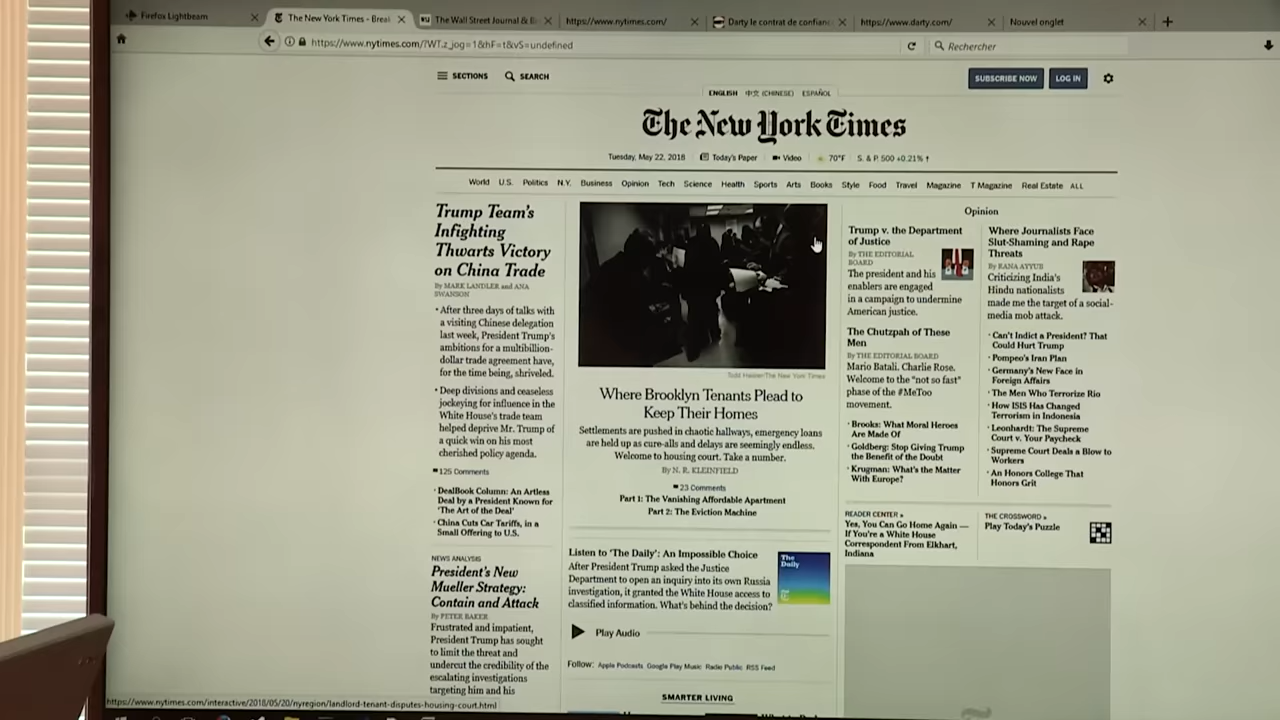 Firefox Lightbeam
The New York Times - Break
The Wall Street Journal & B
https://www.nytimes.com/
Darty le contrat de confianc
https://www.darty.com/
Nouvel onglet
https://www.nytimes.com/?WT.z_jog=1&hF=t&vS=undefined
Rechercher
SECTIONS
SEARCH
SUBSCRIBE NOW
LOG IN
ENGLISH 中文 (CHINESE) ESPAÑOL
The New York Times
Tuesday, May 22, 2018
Today's Paper
Video
70°F
S. & P. 500 +0.21% ↑
World U.S. Politics N.Y. Business Opinion Tech Science Health Sports Arts Books Style Food Travel Magazine T Magazine Real Estate ALL
Trump Team's
Infighting
Thwarts Victory
on China Trade
By MARK LANDLER and ANA
SWANSON
• After three days of talks with
a visiting Chinese delegation
last week, President Trump's
ambitions for a multibillion-
dollar trade agreement have,
for the time being, shriveled.
• Deep divisions and ceaseless
jockeying for influence in the
White House's trade team
helped deprive Mr. Trump of
a quick win on his most
cherished policy agenda.
125 Comments
• DealBook Column: An Artless
Deal by a President Known for
'The Art of the Deal'
• China Cuts Car Tariffs, in a
Small Offering to U.S.
NEWS ANALYSIS
President's New
Mueller Strategy:
Contain and Attack
By PETER BAKER
Frustrated and impatient,
President Trump has sought
to limit the threat and
undercut the credibility of the
escalating investigations
targeting him and his
Todd Heisler/The New York Times
Where Brooklyn Tenants Plead to
Keep Their Homes
Settlements are pushed in chaotic hallways, emergency loans
are held up as cure-alls and delays are seemingly endless.
Welcome to housing court. Take a number.
By N. R. KLEINFIELD
23 Comments
Part 1: The Vanishing Affordable Apartment
Part 2: The Eviction Machine
Listen to 'The Daily': An Impossible Choice
After President Trump asked the Justice
Department to open an inquiry into its own Russia
investigation, it granted the White House access to
classified information. What's behind the decision?
The
Daily
Play Audio
Follow: Apple Podcasts Google Play Music Radio Public RSS Feed
SMARTER LIVING
Opinion
Trump v. the Department
of Justice
By THE EDITORIAL
BOARD
The president and his
enablers are engaged
in a campaign to undermine
American justice.
The Chutzpah of These
Men
By THE EDITORIAL BOARD
Mario Batali. Charlie Rose.
Welcome to the "not so fast"
phase of the #MeToo
movement.
• Brooks: What Moral Heroes
Are Made Of
• Goldberg: Stop Giving Trump
the Benefit of the Doubt
• Krugman: What's the Matter
With Europe?
Where Journalists Face
Slut-Shaming and Rape
Threats
By RANA AYYUB
Criticizing India's
Hindu nationalists
made me the target of a social-
media mob attack.
• Can't Indict a President? That
Could Hurt Trump
• Pompeo's Iran Plan
• Germany's New Face in
Foreign Affairs
• The Men Who Terrorize Rio
• How ISIS Has Changed
Terrorism in Indonesia
• Leonhardt: The Supreme
Court v. Your Paycheck
• Supreme Court Deals a Blow to
Workers
• An Honors College That
Honors Grit
READER CENTER »
Yes, You Can Go Home Again —
If You're a White House
Correspondent From Elkhart,
Indiana
THE CROSSWORD »
Play Today's Puzzle
https://www.nytimes.com/interactive/2018/05/20/nyregion/landlord-tenant-disputes-housing-court.html